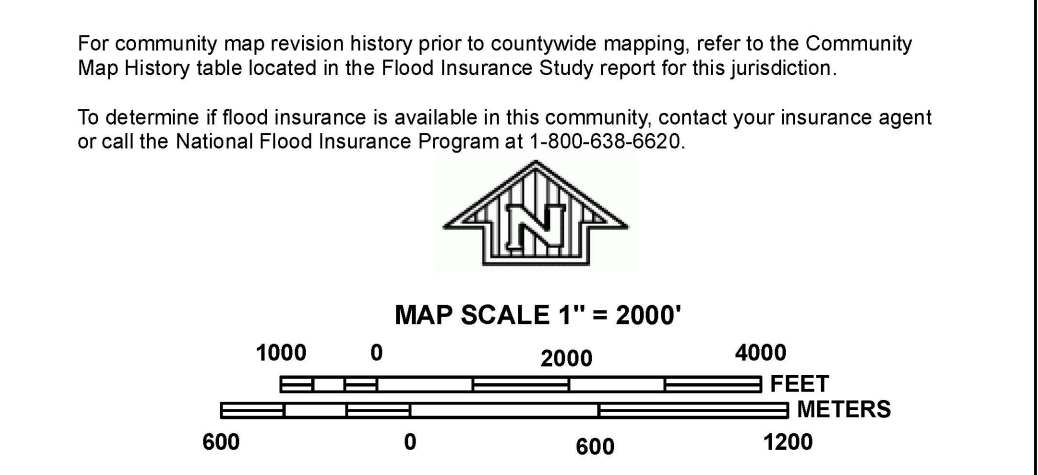 For community map revision history prior to countywide mapping, refer to the Community
Map History table located in the Flood Insurance Study report for this jurisdiction.
To determine if flood insurance is available in this community, contact your insurance agent
or call the National Flood Insurance Program at 1-800-638-6620.
N
MAP SCALE 1" = 2000'
1000 0 2000 4000
FEET
METERS
600 0 600 1200